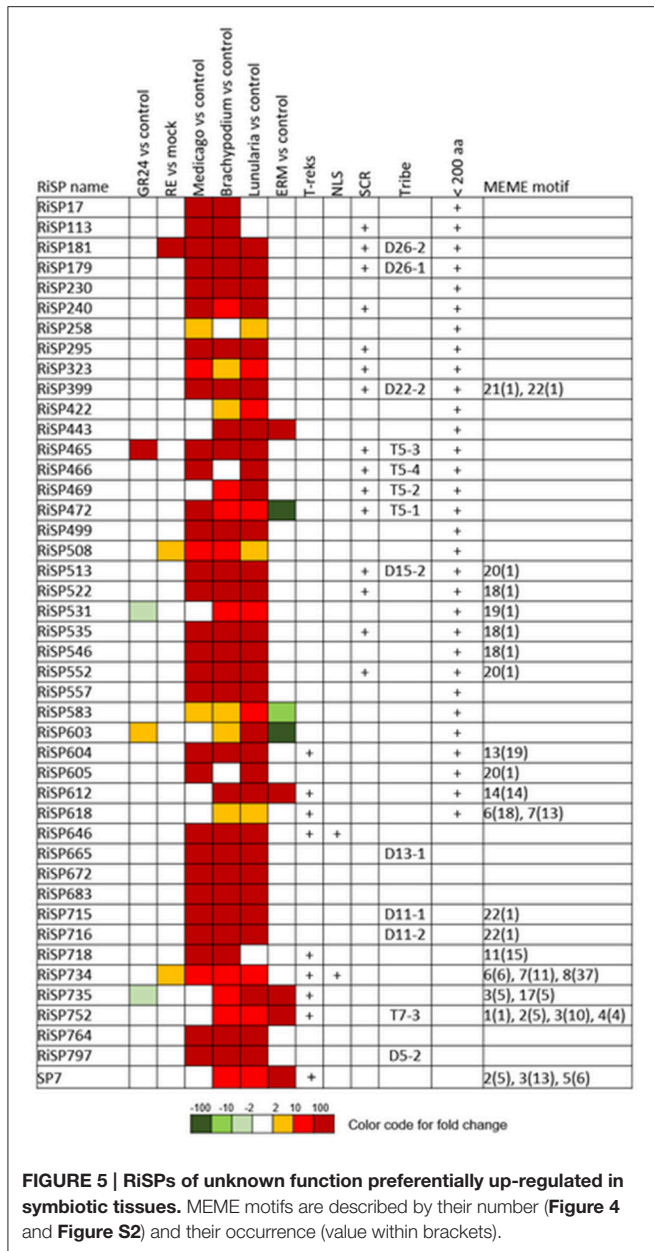 RiSP name GR24 vs control RE vs mock Medicago vs control Brachypodium vs control Lunularia vs control ERM vs control T-reks NLS SCR Tribe < 200 aa MEME motif
RiSP17 +
RiSP113 + +
RiSP181 + D26-2 +
RiSP179 + D26-1 +
RiSP230 +
RiSP240 + +
RiSP258 +
RiSP295 + +
RiSP323 + +
RiSP399 + D22-2 + 21(1), 22(1)
RiSP422 +
RiSP443 +
RiSP465 + T5-3 +
RiSP466 + T5-4 +
RiSP469 + T5-2 +
RiSP472 + T5-1 +
RiSP499 +
RiSP508 +
RiSP513 + D15-2 + 20(1)
RiSP522 + + 18(1)
RiSP531 + 19(1)
RiSP535 + + 18(1)
RiSP546 + 18(1)
RiSP552 + + 20(1)
RiSP557 +
RiSP583 +
RiSP603 +
RiSP604 + + 13(19)
RiSP605 + 20(1)
RiSP612 + + 14(14)
RiSP618 + + 6(18), 7(13)
RiSP646 + +
RiSP665 D13-1
RiSP672
RiSP683
RiSP715 D11-1 22(1)
RiSP716 D11-2 22(1)
RiSP718 + 11(15)
RiSP734 + + 6(6), 7(11), 8(37)
RiSP735 + 3(5), 17(5)
RiSP752 + T7-3 1(1), 2(5), 3(10), 4(4)
RiSP764
RiSP797 D5-2
SP7 + 2(5), 3(13), 5(6)
-100 -10 -2 2 10 100
Color code for fold change
FIGURE 5 | RiSPs of unknown function preferentially up-regulated in
symbiotic tissues. MEME motifs are described by their number (Figure 4
and Figure S2) and their occurrence (value within brackets).